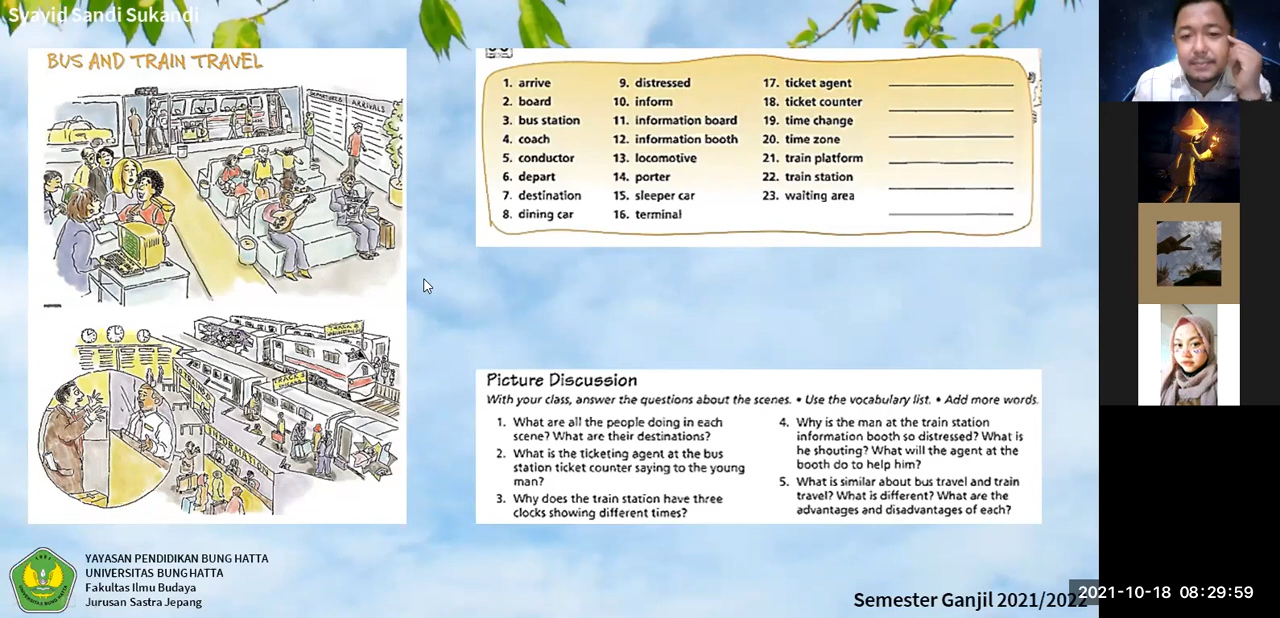 Syayid Sandi Sukandi
BUS AND TRAIN TRAVEL
ARRIVALS
TRACK 3
INFORMATION
1. arrive
2. board
3. bus station
4. coach
5. conductor
6. depart
7. destination
8. dining car
9. distressed
10. inform
11. information board
12. information booth
13. locomotive
14. porter
15. sleeper car
16. terminal
17. ticket agent
18. ticket counter
19. time change
20. time zone
21. train platform
22. train station
23. waiting area
Picture Discussion
With your class, answer the questions about the scenes. • Use the vocabulary list. • Add more words.
1. What are all the people doing in each
scene? What are their destinations?
2. What is the ticketing agent at the bus
station ticket counter saying to the young
man?
3. Why does the train station have three
clocks showing different times?
4. Why is the man at the train station
information booth so distressed? What is
he shouting? What will the agent at the
booth do to help him?
5. What is similar about bus travel and train
travel? What is different? What are the
advantages and disadvantages of each?
YAYASAN PENDIDIKAN BUNG HATTA
UNIVERSITAS BUNG HATTA
Fakultas Ilmu Budaya
Jurusan Sastra Jepang
Semester Ganjil 2021/2022
2021-10-18 08:29:59